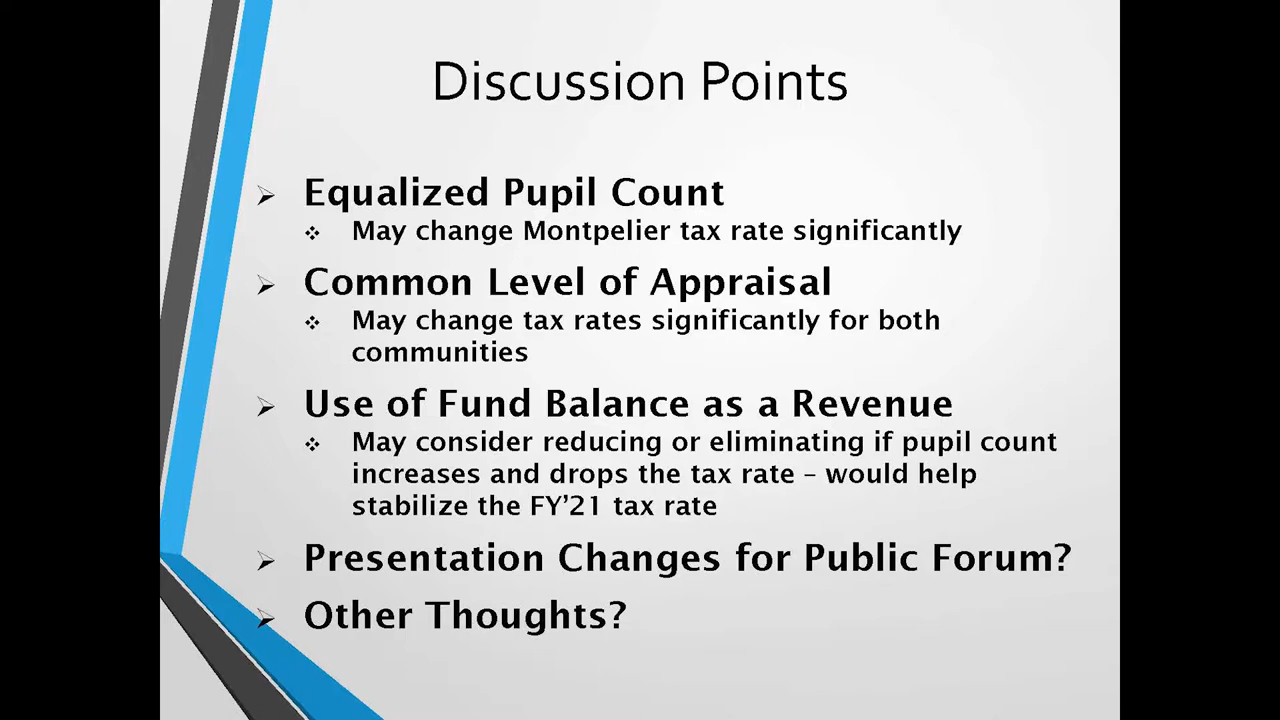 Discussion Points
Equalized Pupil Count
May change Montpelier tax rate significantly
Common Level of Appraisal
May change tax rates significantly for both
communities
Use of Fund Balance as a Revenue
May consider reducing or eliminating if pupil count
increases and drops the tax rate – would help
stabilize the FY’21 tax rate
Presentation Changes for Public Forum?
Other Thoughts?